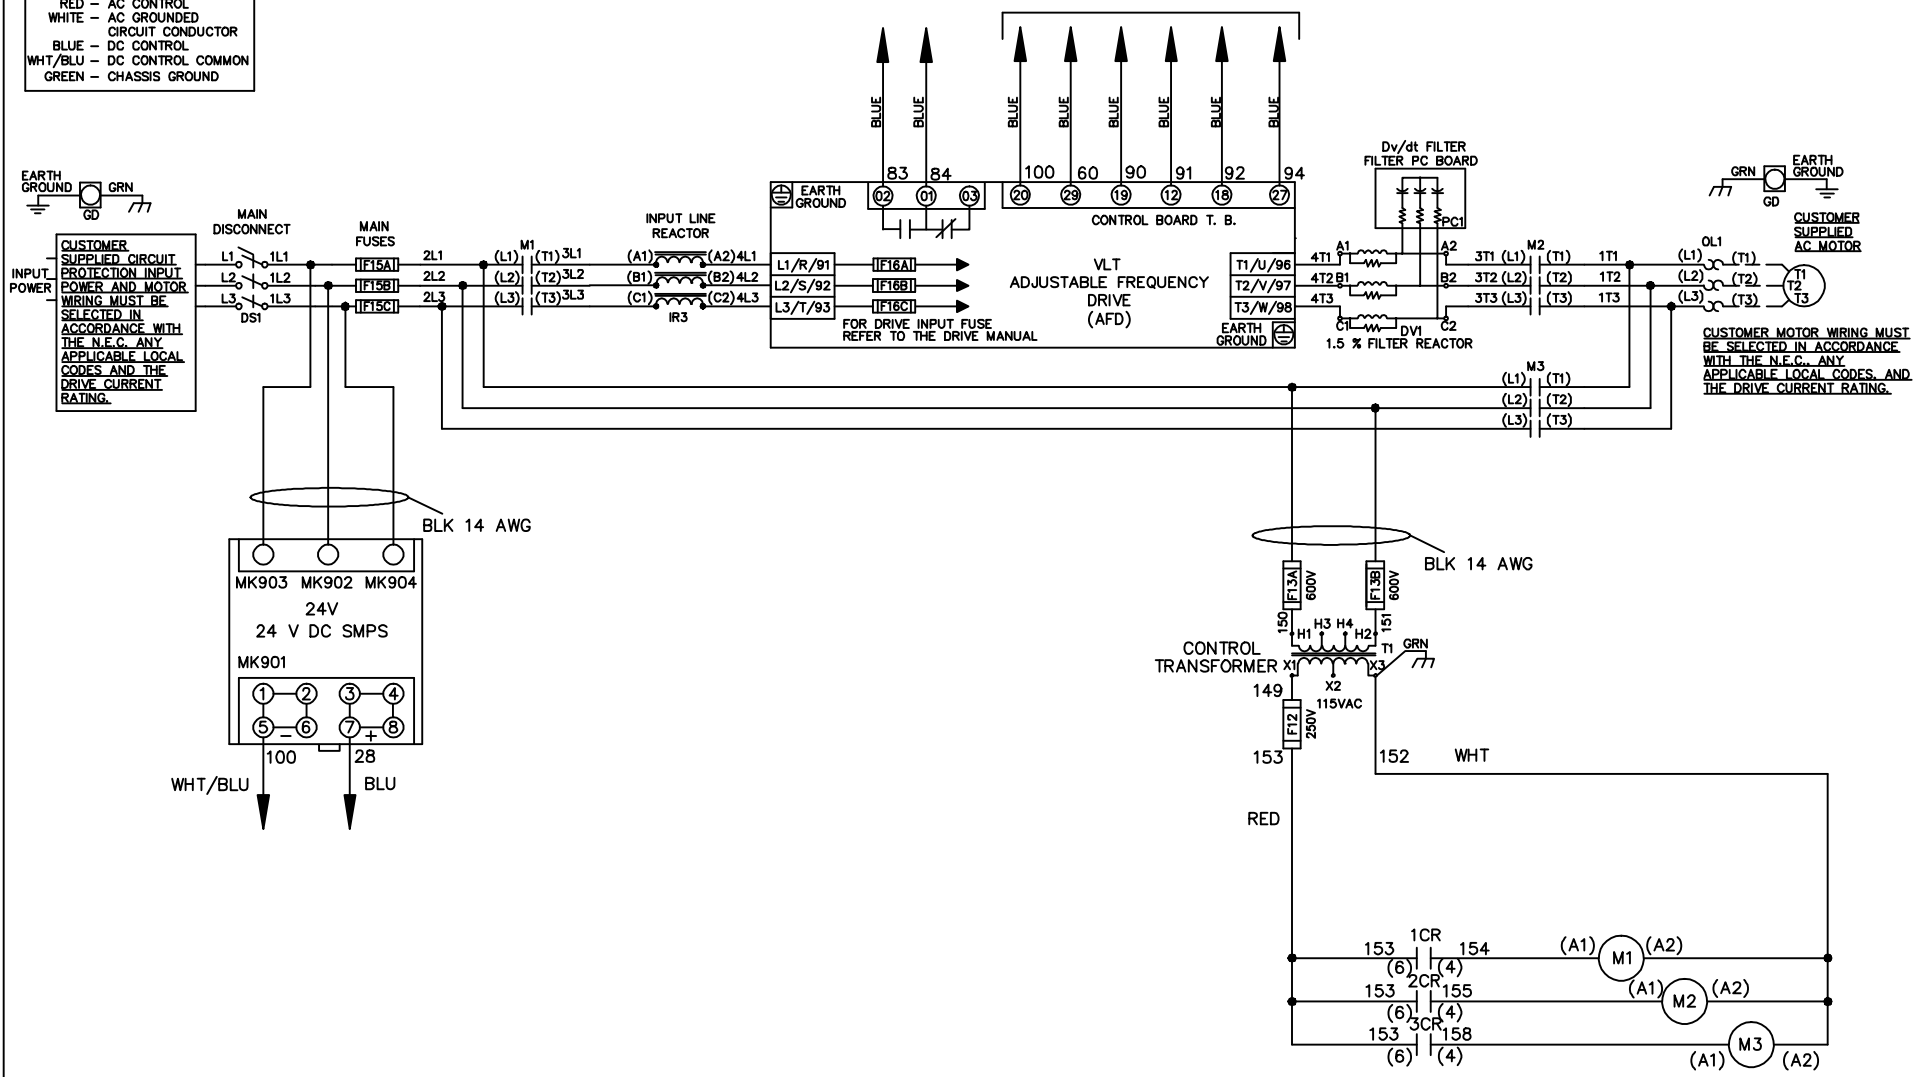 RED – AC CONTROL
WHITE – AC GROUNDED
CIRCUIT CONDUCTOR
BLUE – DC CONTROL
WHT/BLU – DC CONTROL COMMON
GREEN – CHASSIS GROUND
BLUE
BLUE
BLUE
BLUE
BLUE
BLUE
BLUE
BLUE
83
84
100
60
90
91
92
94
02
01
03
20
29
19
12
18
27
EARTH
GROUND
CONTROL BOARD T. B.
EARTH
GROUND
GRN
GD
INPUT
POWER
CUSTOMER
SUPPLIED CIRCUIT
PROTECTION INPUT
POWER AND MOTOR
WIRING MUST BE
SELECTED IN
ACCORDANCE WITH
THE N.E.C. ANY
APPLICABLE LOCAL
CODES AND THE
DRIVE CURRENT
RATING.
MAIN
DISCONNECT
L1 1L1
L2 1L2
L3 1L3
DS1
MAIN
FUSES
F15A
F15B
F15C
2L1
2L2
2L3
M1
(L1) (T1) 3L1
(L2) (T2) 3L2
(L3) (T3) 3L3
INPUT LINE
REACTOR
(A1) (A2) 4L1
(B1) (B2) 4L2
(C1) (C2) 4L3
IR3
L1/R/91
L2/S/92
L3/T/93
F16A
F16B
F16C
FOR DRIVE INPUT FUSE
REFER TO THE DRIVE MANUAL
VLT
ADJUSTABLE FREQUENCY
DRIVE
(AFD)
T1/U/96
T2/V/97
T3/W/98
EARTH
GROUND
Dv/dt FILTER
FILTER PC BOARD
PC1
4T1 A1 A2
4T2 B1 B2
4T3
C1 DV1 C2
1.5 % FILTER REACTOR
3T1 (L1) M2 (T1) 1T1
3T2 (L2) (T2) 1T2
3T3 (L3) (T3) 1T3
M3
(L1) (T1)
(L2) (T2)
(L3) (T3)
OL1
(L1) (T1)
(L2) (T2)
(L3) (T3)
T1
T2
T3
GRN
EARTH
GROUND
GD
CUSTOMER
SUPPLIED
AC MOTOR
CUSTOMER MOTOR WIRING MUST
BE SELECTED IN ACCORDANCE
WITH THE N.E.C., ANY
APPLICABLE LOCAL CODES, AND
THE DRIVE CURRENT RATING.
BLK 14 AWG
MK903 MK902 MK904
24V
24 V DC SMPS
MK901
1 2 3 4
5 6 7 8
– +
100
28
WHT/BLU
BLU
BLK 14 AWG
F13A
600V
F13B
600V
150
151
H1 H3 H4 H2
T1
GRN
CONTROL
TRANSFORMER
X1 X3
X2
115VAC
149
F12
250V
153
152
WHT
RED
1CR
153 154
(6) (4)
(A1) M1 (A2)
2CR
153 155
(6) (4)
(A1) M2 (A2)
3CR
153 158
(6) (4)
(A1) M3 (A2)